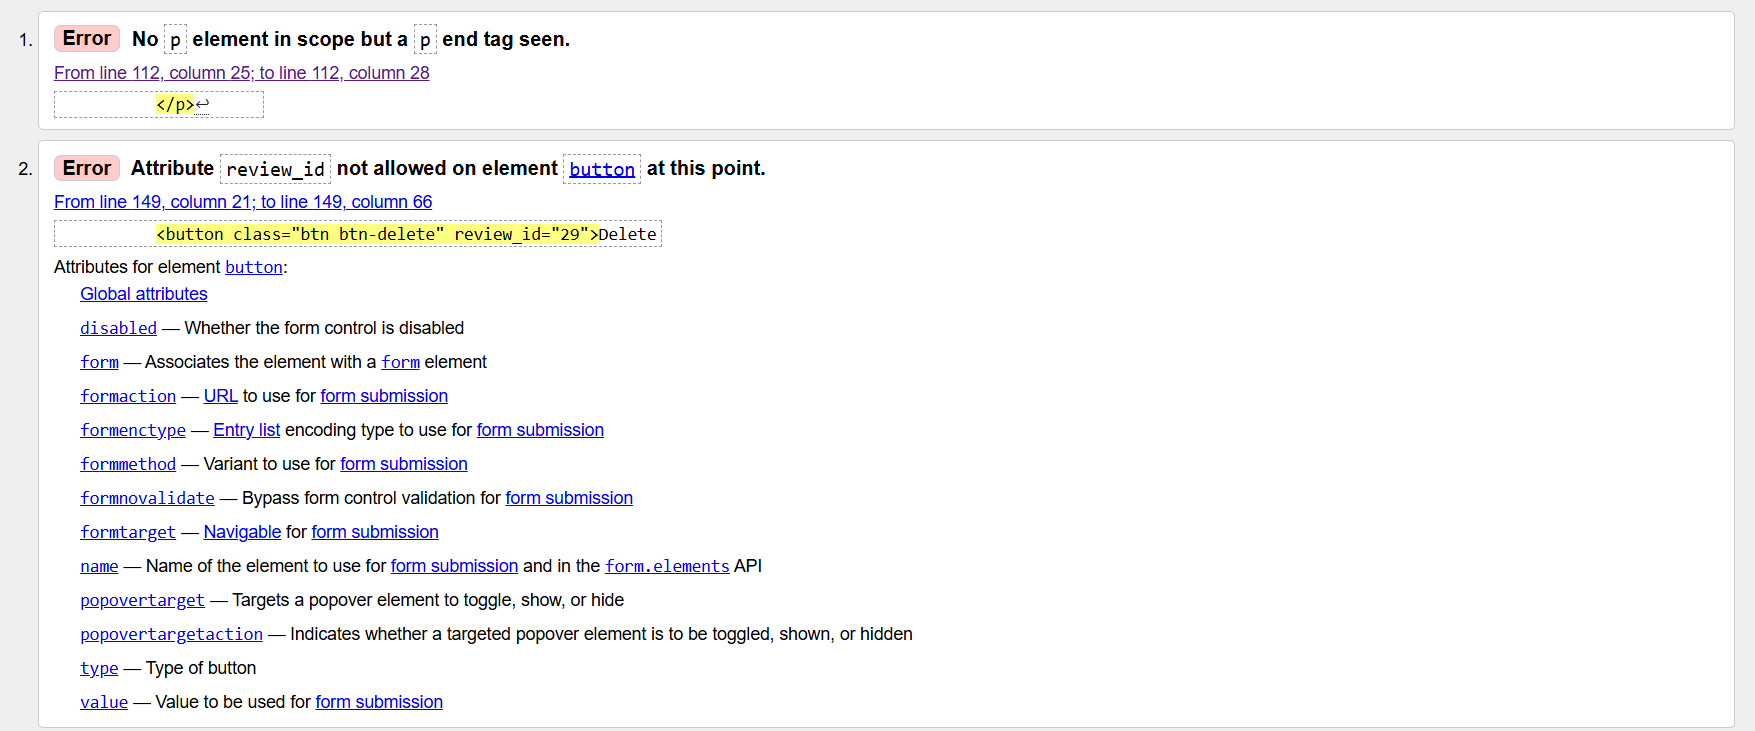 1. Error No p element in scope but a p end tag seen.
From line 112, column 25; to line 112, column 28
</p>↩
2. Error Attribute review_id not allowed on element button at this point.
From line 149, column 21; to line 149, column 66
<button class="btn btn-delete" review_id="29">Delete
Attributes for element button:
Global attributes
disabled — Whether the form control is disabled
form — Associates the element with a form element
formaction — URL to use for form submission
formenctype — Entry list encoding type to use for form submission
formmethod — Variant to use for form submission
formnovalidate — Bypass form control validation for form submission
formtarget — Navigable for form submission
name — Name of the element to use for form submission and in the form.elements API
popovertarget — Targets a popover element to toggle, show, or hide
popovertargetaction — Indicates whether a targeted popover element is to be toggled, shown, or hidden
type — Type of button
value — Value to be used for form submission